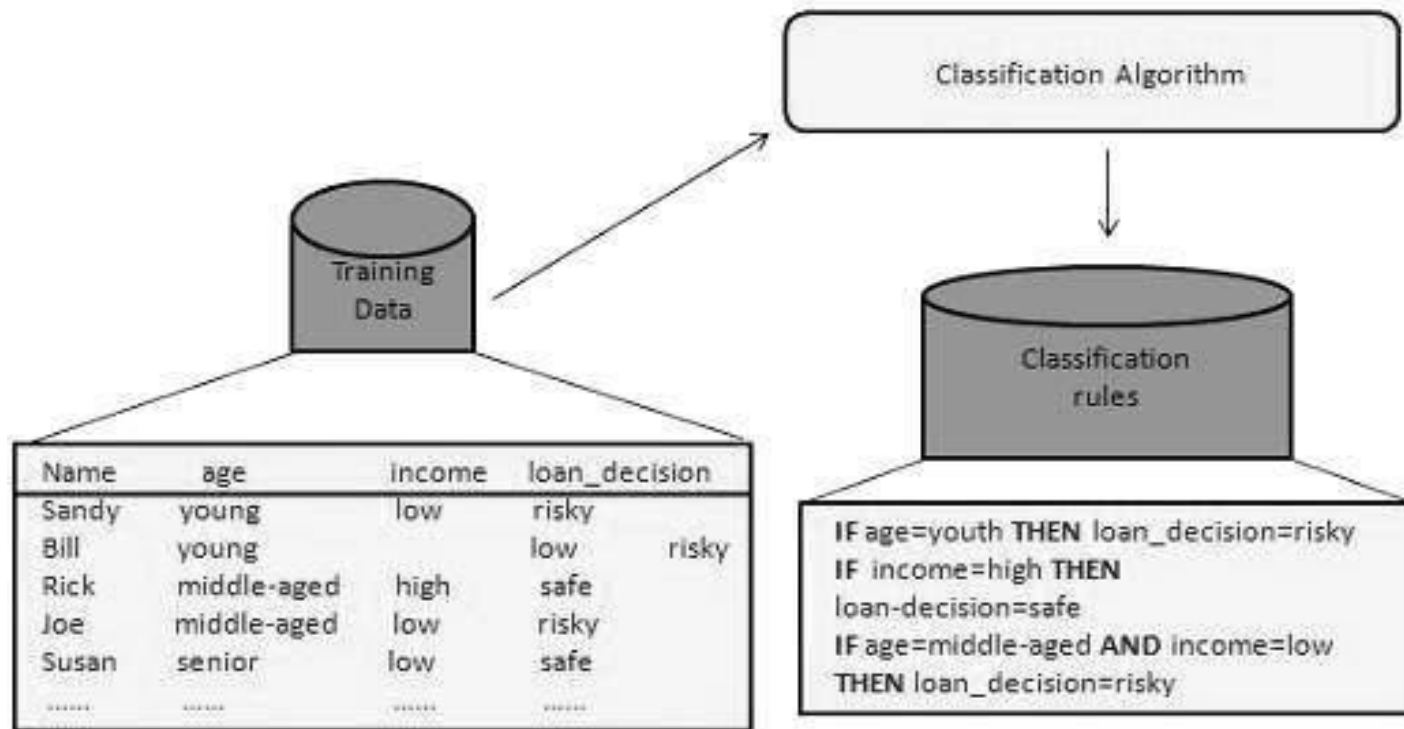 Classification Algorithm
Training
Data
Classification
rules
Name age income loan_decision
Sandy young low risky
Bill young low risky
Rick middle-aged high safe
Joe middle-aged low risky
Susan senior low safe
...... ...... ...... ......
IF age=youth THEN loan_decision=risky
IF income=high THEN
loan-decision=safe
IF age=middle-aged AND income=low
THEN loan_decision=risky